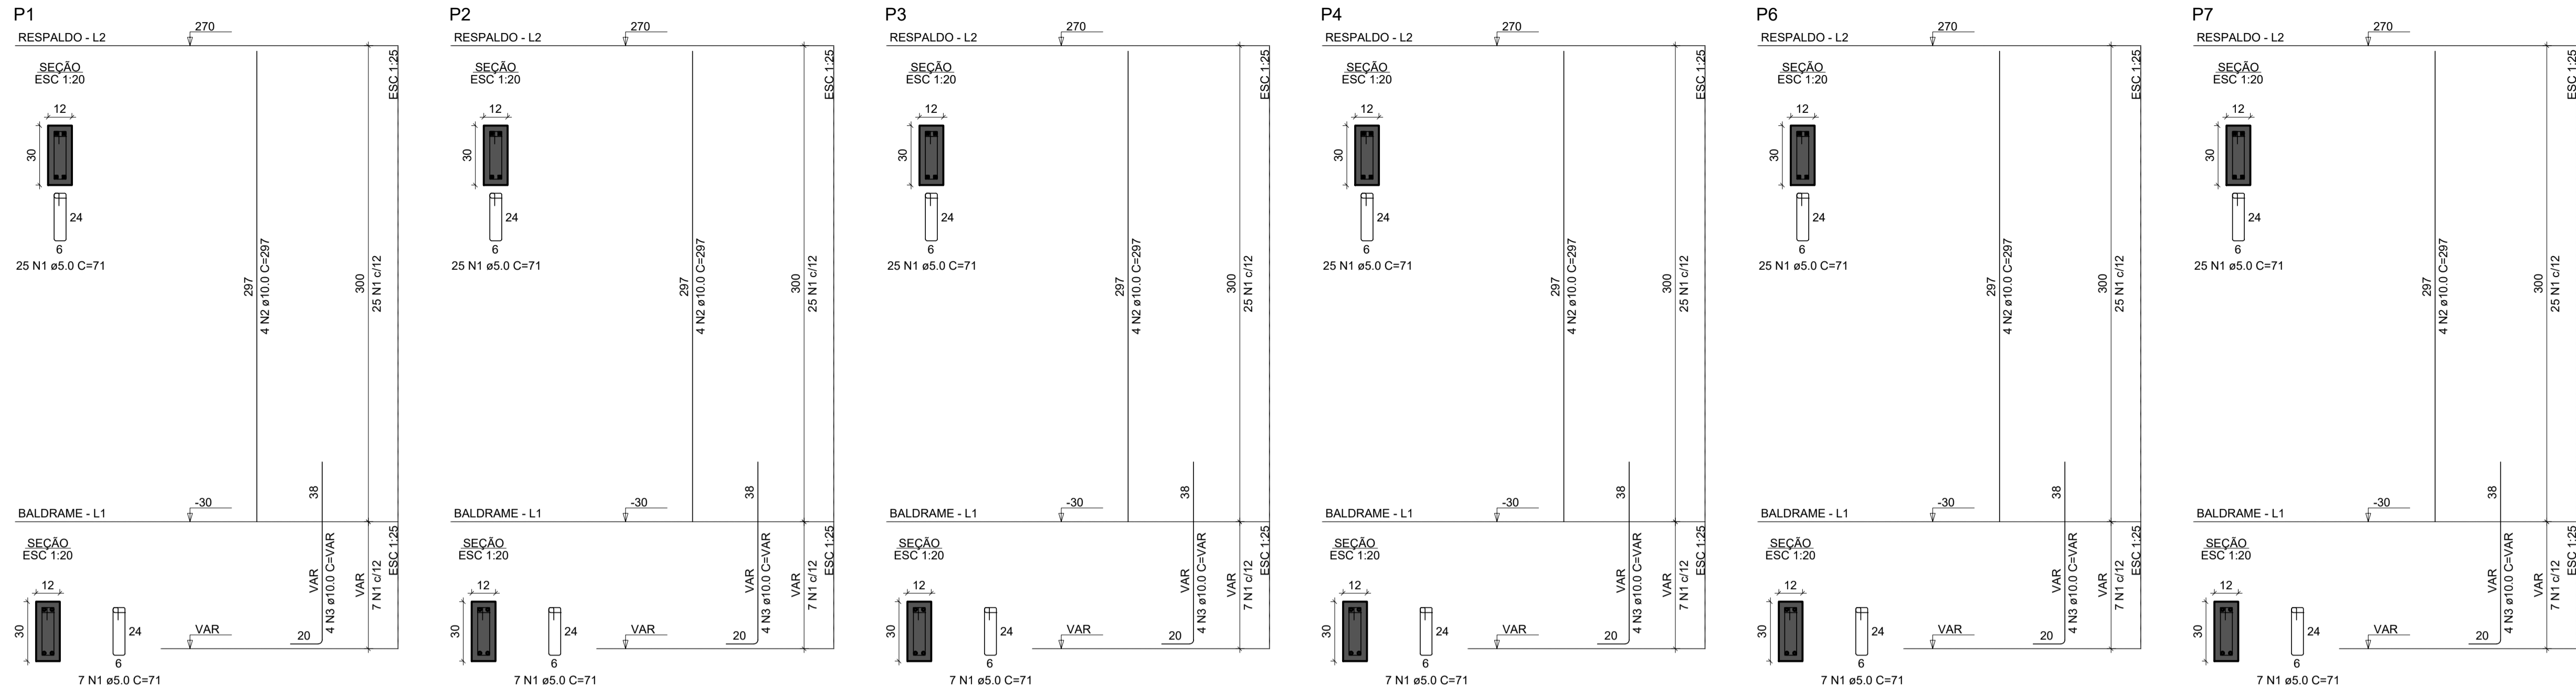 P1
RESPALDO - L2
270
SEÇÃO
ESC 1:20
12
30
24
6
25 N1 ø5.0 C=71
297
4 N2 ø10.0 C=297
300
25 N1 c/12
ESC 1:25
38
BALDRAME - L1
-30
SEÇÃO
ESC 1:20
12
30
24
6
7 N1 ø5.0 C=71
VAR
20
VAR
4 N3 ø10.0 C=VAR
VAR
7 N1 c/12
ESC 1:25
P2
RESPALDO - L2
270
SEÇÃO
ESC 1:20
12
30
24
6
25 N1 ø5.0 C=71
297
4 N2 ø10.0 C=297
300
25 N1 c/12
ESC 1:25
38
BALDRAME - L1
-30
SEÇÃO
ESC 1:20
12
30
24
6
7 N1 ø5.0 C=71
VAR
20
VAR
4 N3 ø10.0 C=VAR
VAR
7 N1 c/12
ESC 1:25
P3
RESPALDO - L2
270
SEÇÃO
ESC 1:20
12
30
24
6
25 N1 ø5.0 C=71
297
4 N2 ø10.0 C=297
300
25 N1 c/12
ESC 1:25
38
BALDRAME - L1
-30
SEÇÃO
ESC 1:20
12
30
24
6
7 N1 ø5.0 C=71
VAR
20
VAR
4 N3 ø10.0 C=VAR
VAR
7 N1 c/12
ESC 1:25
P4
RESPALDO - L2
270
SEÇÃO
ESC 1:20
12
30
24
6
25 N1 ø5.0 C=71
297
4 N2 ø10.0 C=297
300
25 N1 c/12
ESC 1:25
38
BALDRAME - L1
-30
SEÇÃO
ESC 1:20
12
30
24
6
7 N1 ø5.0 C=71
VAR
20
VAR
4 N3 ø10.0 C=VAR
VAR
7 N1 c/12
ESC 1:25
P6
RESPALDO - L2
270
SEÇÃO
ESC 1:20
12
30
24
6
25 N1 ø5.0 C=71
297
4 N2 ø10.0 C=297
300
25 N1 c/12
ESC 1:25
38
BALDRAME - L1
-30
SEÇÃO
ESC 1:20
12
30
24
6
7 N1 ø5.0 C=71
VAR
20
VAR
4 N3 ø10.0 C=VAR
VAR
7 N1 c/12
ESC 1:25
P7
RESPALDO - L2
270
SEÇÃO
ESC 1:20
12
30
24
6
25 N1 ø5.0 C=71
297
4 N2 ø10.0 C=297
300
25 N1 c/12
ESC 1:25
38
BALDRAME - L1
-30
SEÇÃO
ESC 1:20
12
30
24
6
7 N1 ø5.0 C=71
VAR
20
VAR
4 N3 ø10.0 C=VAR
VAR
7 N1 c/12
ESC 1:25